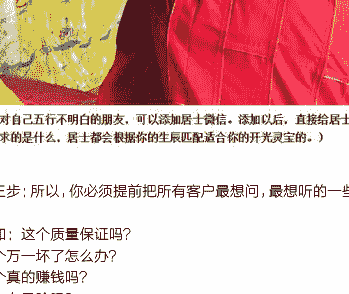 对自己五行不明白的朋友，可以添加居士微信。添加以后，直接给居士
求的是什么，居士都会根据你的生辰匹配适合你的开光灵宝的。）
三步；所以，你必须提前把所有客户最想问，最想听的一些
如；这个质量保证吗？
个万一坏了怎么办？
个真的赚钱吗？